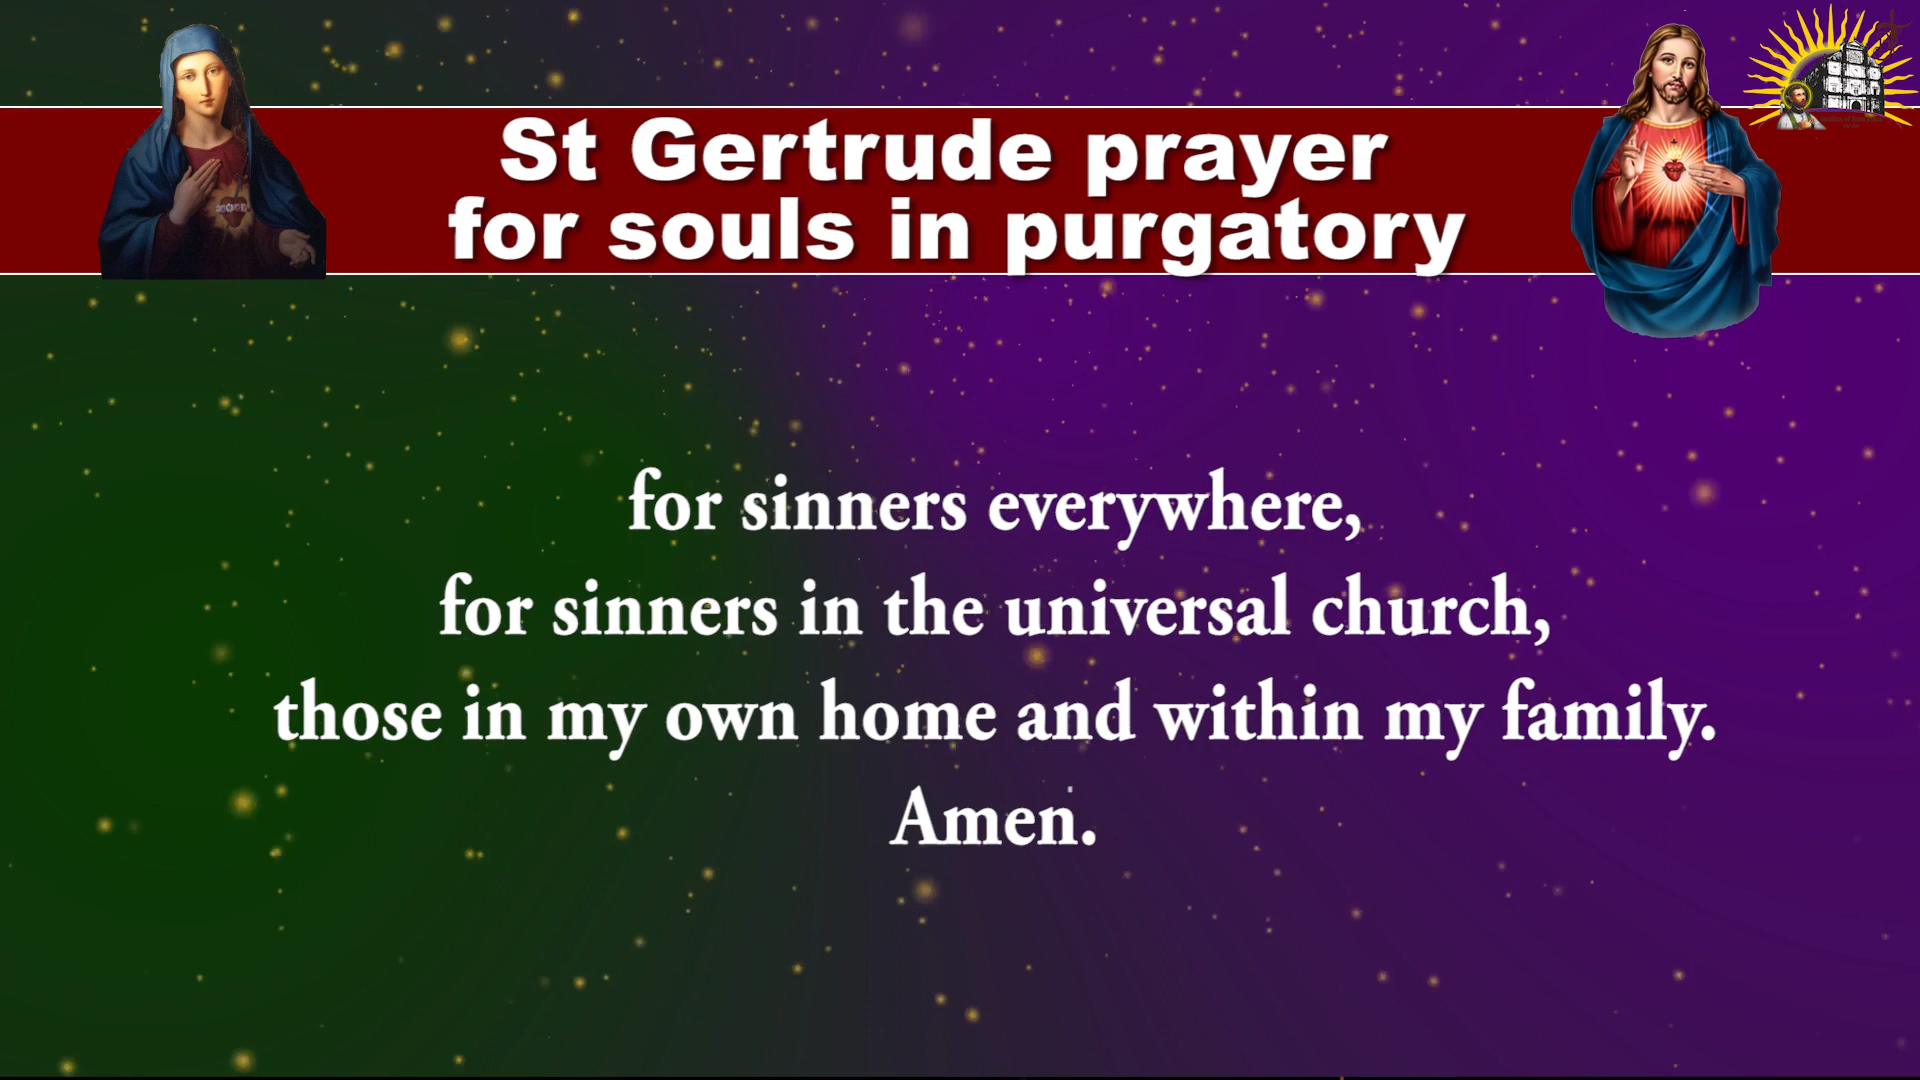 St Gertrude prayer
for souls in purgatory
for sinners everywhere,
for sinners in the universal church,
those in my own home and within my family.
Amen.